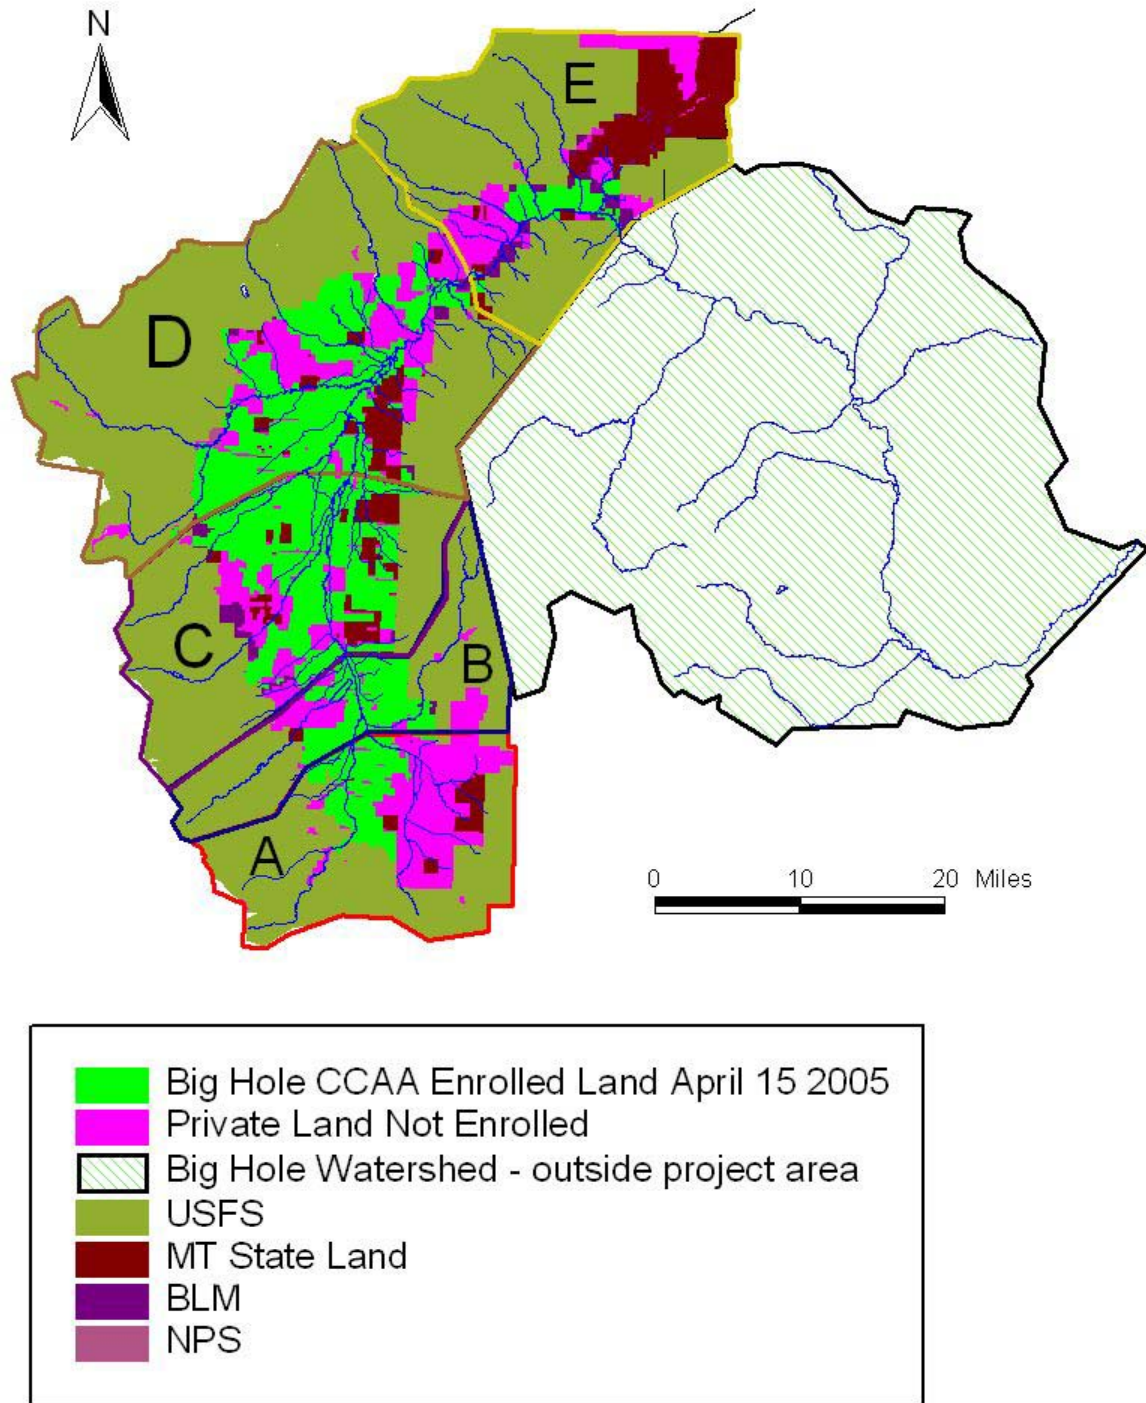 N
E
D
C
B
A
0 10 20 Miles
Big Hole CCAA Enrolled Land April 15 2005
Private Land Not Enrolled
Big Hole Watershed - outside project area
USFS
MT State Land
BLM
NPS